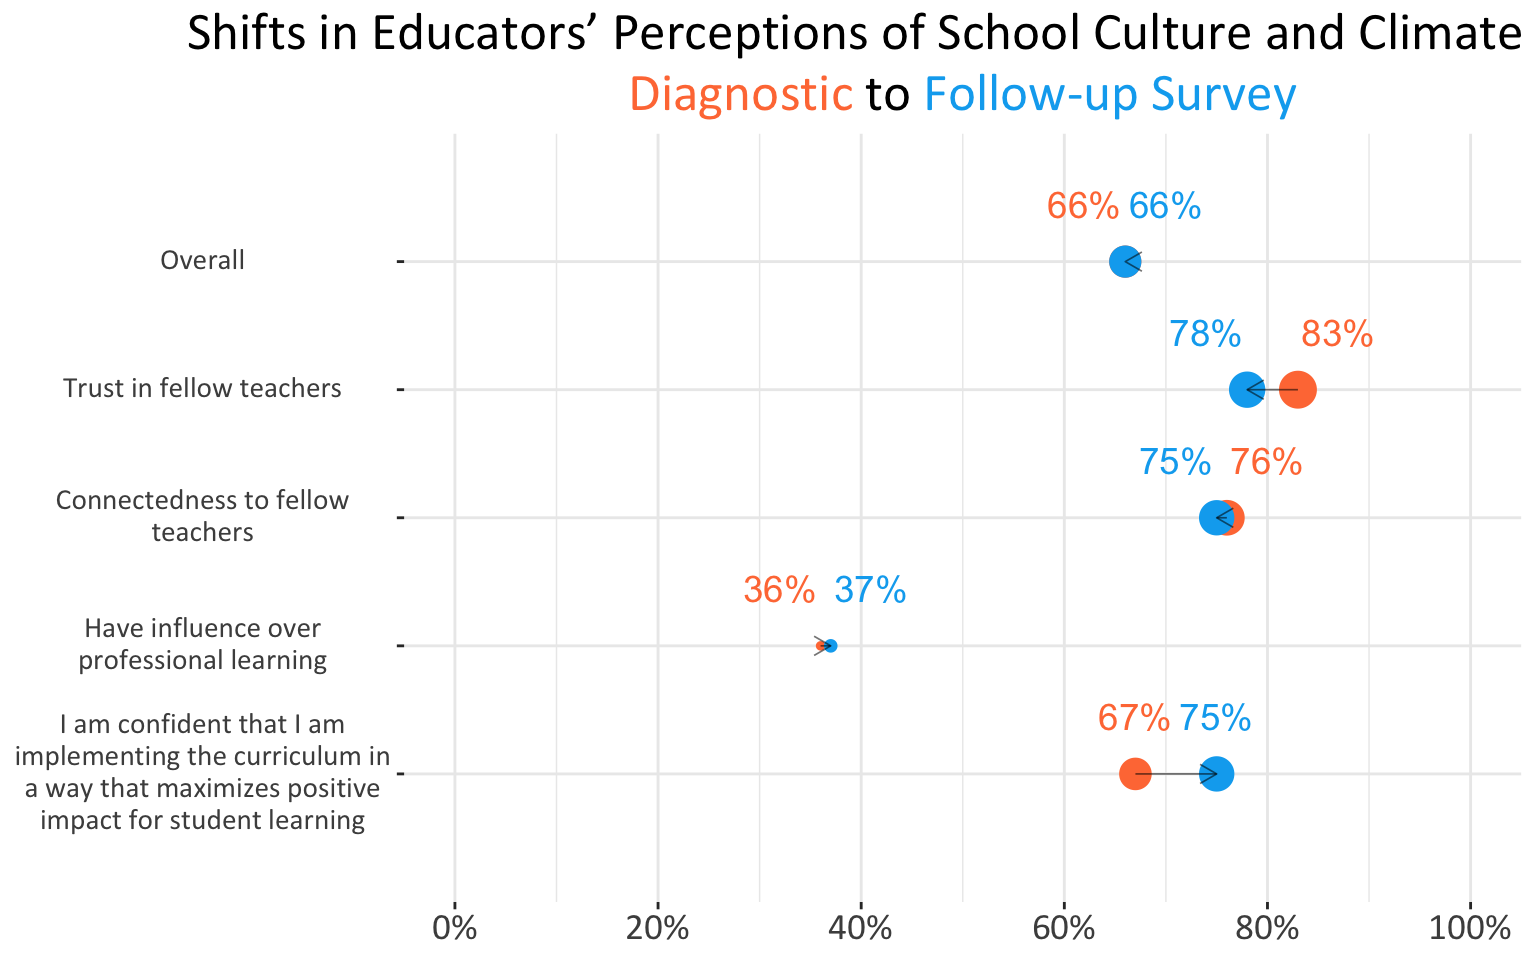 Shifts in Educators’ Perceptions of School Culture and Climate
Diagnostic to Follow-up Survey
66% 66%
Overall
78% 83%
Trust in fellow teachers
75% 76%
Connectedness to fellow
teachers
36% 37%
Have influence over
professional learning
67% 75%
I am confident that I am
implementing the curriculum in
a way that maximizes positive
impact for student learning
0% 20% 40% 60% 80% 100%